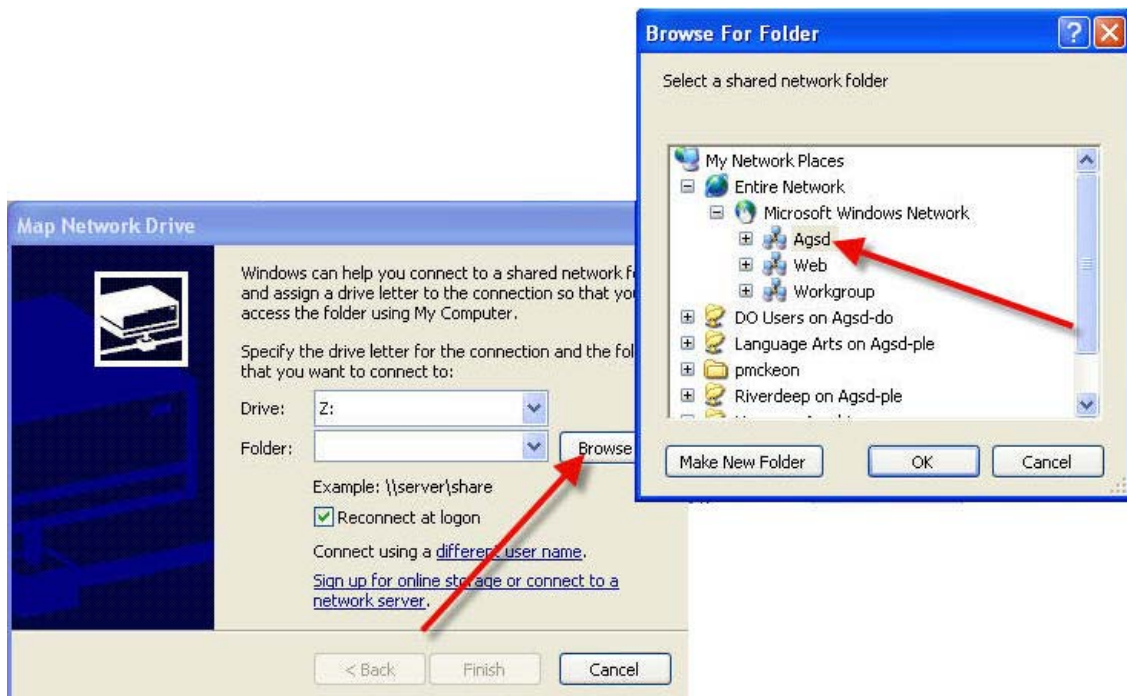 Map Network Drive
Windows can help you connect to a shared network f
and assign a drive letter to the connection so that you
access the folder using My Computer.
Specify the drive letter for the connection and the fol
that you want to connect to:
Drive:
Z:
Folder:
Browse
Example: \\server\share
Reconnect at logon
Connect using a different user name.
Sign up for online storage or connect to a
network server.
< Back
Finish
Cancel
Browse For Folder
Select a shared network folder
My Network Places
Entire Network
Microsoft Windows Network
Agsd
Web
Workgroup
DO Users on Agsd-do
Language Arts on Agsd-ple
pmckeon
Riverdeep on Agsd-ple
Make New Folder
OK
Cancel